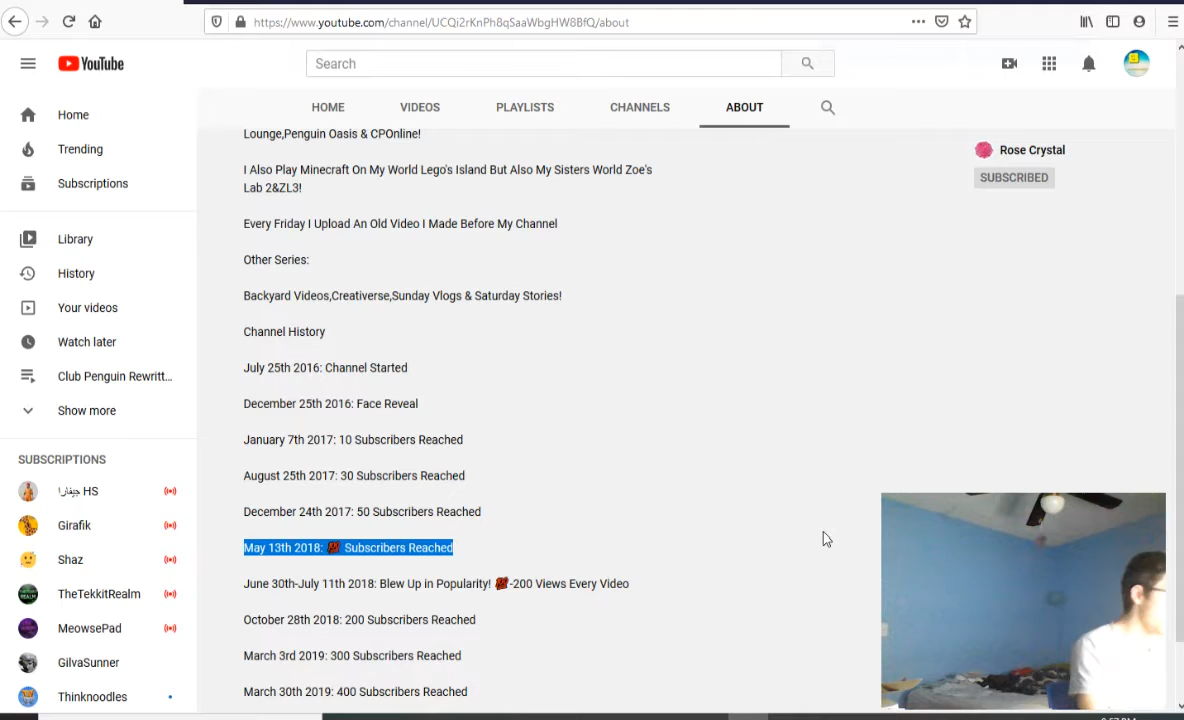 https://www.youtube.com/channel/UCQi2rKnPh8qSaaWbgHW8BfQ/about
YouTube
Search
HOME VIDEOS PLAYLISTS CHANNELS ABOUT
Home
Trending
Subscriptions
Library
History
Your videos
Watch later
Club Penguin Rewritt...
Show more
SUBSCRIPTIONS
جيفارا HS
Girafik
Shaz
TheTekkitRealm
MeowsePad
GilvaSunner
Thinknoodles
Lounge,Penguin Oasis & CPOnline!
I Also Play Minecraft On My World Lego's Island But Also My Sisters World Zoe's
Lab 2&ZL3!
Every Friday I Upload An Old Video I Made Before My Channel
Other Series:
Backyard Videos,Creativerse,Sunday Vlogs & Saturday Stories!
Channel History
July 25th 2016: Channel Started
December 25th 2016: Face Reveal
January 7th 2017: 10 Subscribers Reached
August 25th 2017: 30 Subscribers Reached
December 24th 2017: 50 Subscribers Reached
May 13th 2018: 💯 Subscribers Reached
June 30th-July 11th 2018: Blew Up in Popularity! 💯-200 Views Every Video
October 28th 2018: 200 Subscribers Reached
March 3rd 2019: 300 Subscribers Reached
March 30th 2019: 400 Subscribers Reached
Rose Crystal
SUBSCRIBED